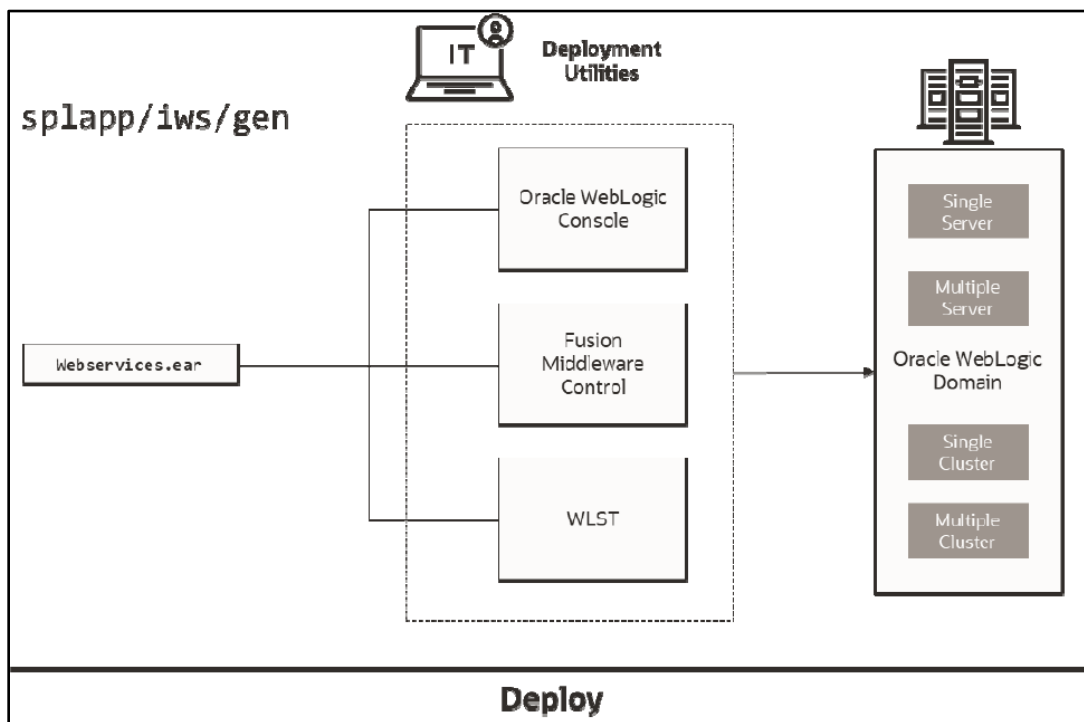 IT
Deployment
Utilities
splapp/iws/gen
Oracle WebLogic
Console
Single
Server
Multiple
Server
Webservices.ear
Fusion
Middleware
Control
Oracle WebLogic
Domain
Single
Cluster
WLST
Multiple
Cluster
Deploy